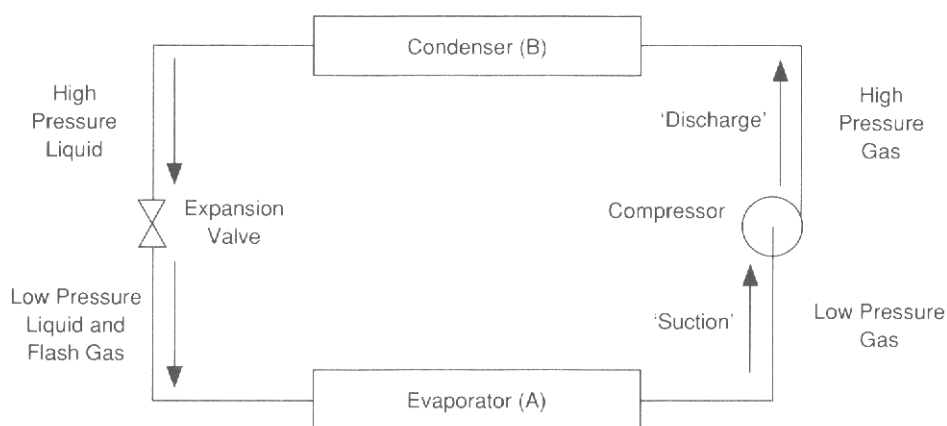 Condenser (B)
High
Pressure
Liquid
'Discharge'
High
Pressure
Gas
Expansion
Valve
Compressor
Low Pressure
Liquid and
Flash Gas
'Suction'
Low Pressure
Gas
Evaporator (A)